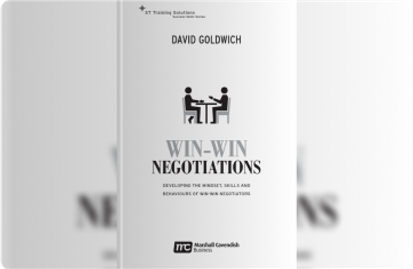 ST Training Solutions
Success Skills Series
DAVID GOLDWICH
WIN-WIN
NEGOTIATIONS
DEVELOPING THE MINDSET, SKILLS AND
BEHAVIOURS OF WIN-WIN NEGOTIATORS
mc Marshall Cavendish
Business